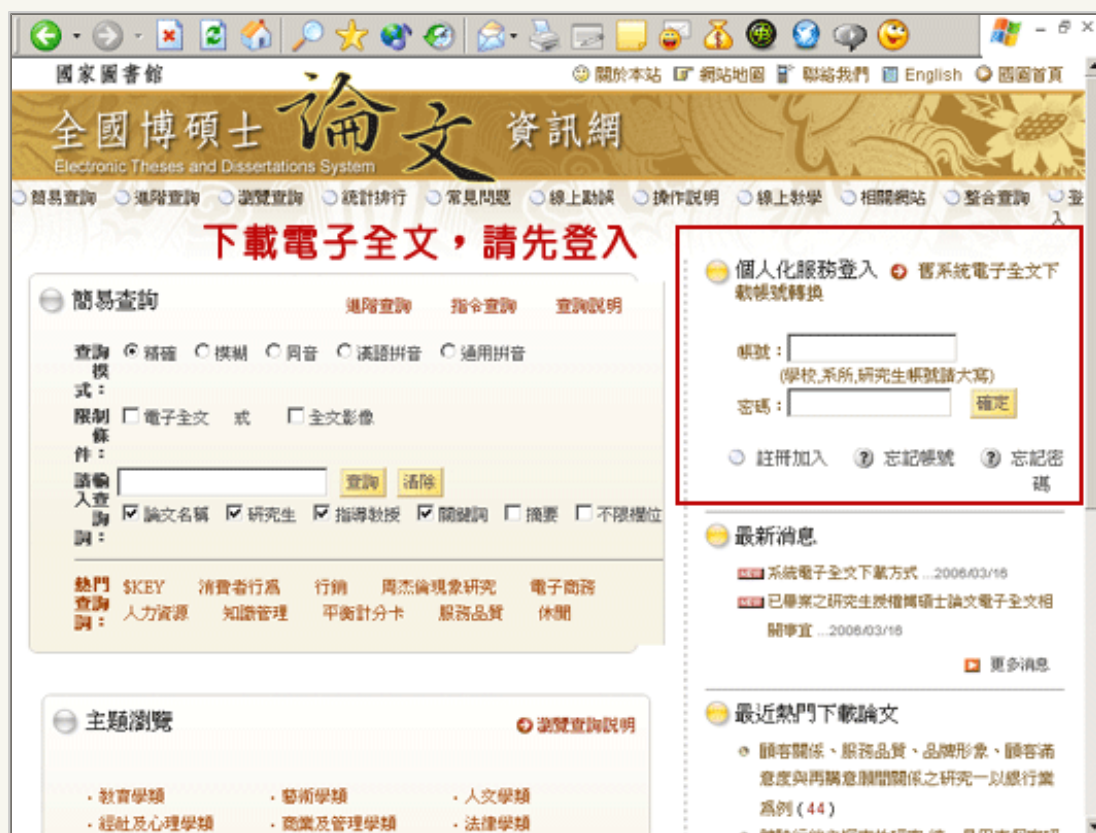 國家圖書館
關於本站 網站地圖 聯絡我們 English 國圖首頁
全國博碩士論文資訊網
Electronic Theses and Dissertations System
簡易查詢 進階查詢 瀏覽查詢 統計排行 常見問題 線上勘誤 操作說明 線上教學 相關網站 整合查詢 登入
下載電子全文，請先登入
簡易查詢 進階查詢 指令查詢 查詢說明
查詢模式： 精確 模糊 同音 漢語拼音 通用拼音
限制條件： 電子全文 或 全文影像
請輸入查詢詞： 查詢 清除
論文名稱 研究生 指導教授 關鍵詞 摘要 不限欄位
熱門查詢詞： $KEY 消費者行為 行銷 周杰倫現象研究 電子商務
人力資源 知識管理 平衡計分卡 服務品質 休閒
主題瀏覽 瀏覽查詢說明
‧教育學類 ‧藝術學類 ‧人文學類
‧經社及心理學類 ‧商業及管理學類 ‧法律學類
個人化服務登入 舊系統電子全文下
載帳號轉換
帳號：
(學校,系所,研究生帳號請大寫)
密碼： 確定
註冊加入 忘記帳號 忘記密
碼
最新消息
系統電子全文下載方式 ...2006/03/16
已畢業之研究生授權博碩士論文電子全文相
關事宜 ...2006/03/16
更多消息
最近熱門下載論文
顧客關係、服務品質、品牌形象、顧客滿
意度與再購意願間關係之研究—以銀行業
為例 (44)